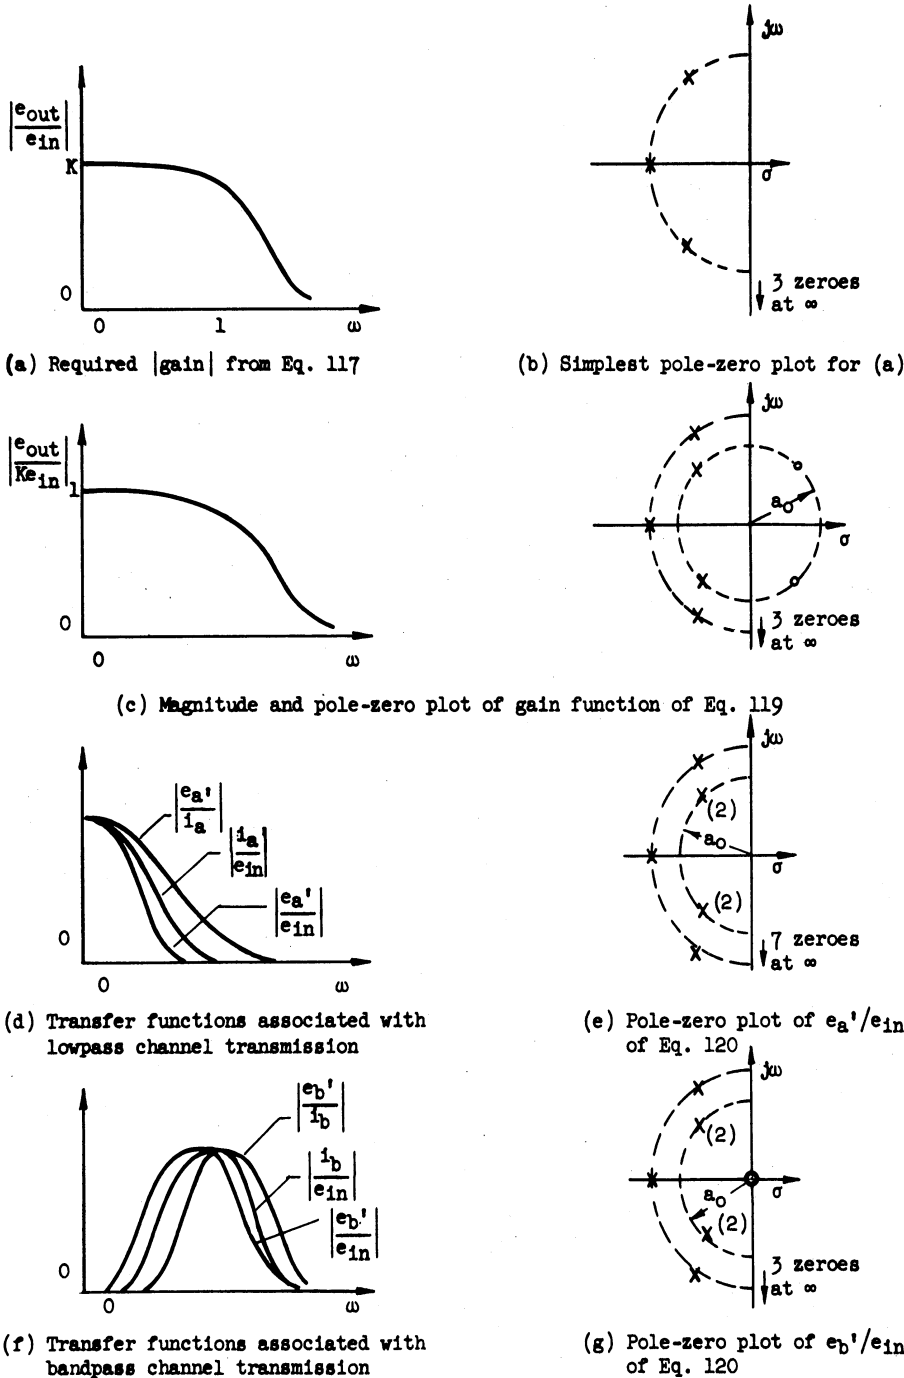 jω
|e_out/e_in|
K
σ
0
3 zeroes
at ∞
0 1 ω
(a) Required |gain| from Eq. 117
(b) Simplest pole-zero plot for (a)
jω
|e_out/Ke_in|
1
a_o
σ
0
3 zeroes
at ∞
0 ω
(c) Magnitude and pole-zero plot of gain function of Eq. 119
jω
|e_a'/i_a|
(2)
|i_a/e_in|
a_o
σ
|e_a'/e_in|
(2)
0
7 zeroes
at ∞
0 ω
(d) Transfer functions associated with
lowpass channel transmission
(e) Pole-zero plot of e_a'/e_in
of Eq. 120
jω
|e_b'/i_b|
(2)
|i_b/e_in|
a_o
σ
|e_b'/e_in|
(2)
0
3 zeroes
at ∞
0 ω
(f) Transfer functions associated with
bandpass channel transmission
(g) Pole-zero plot of e_b'/e_in
of Eq. 120